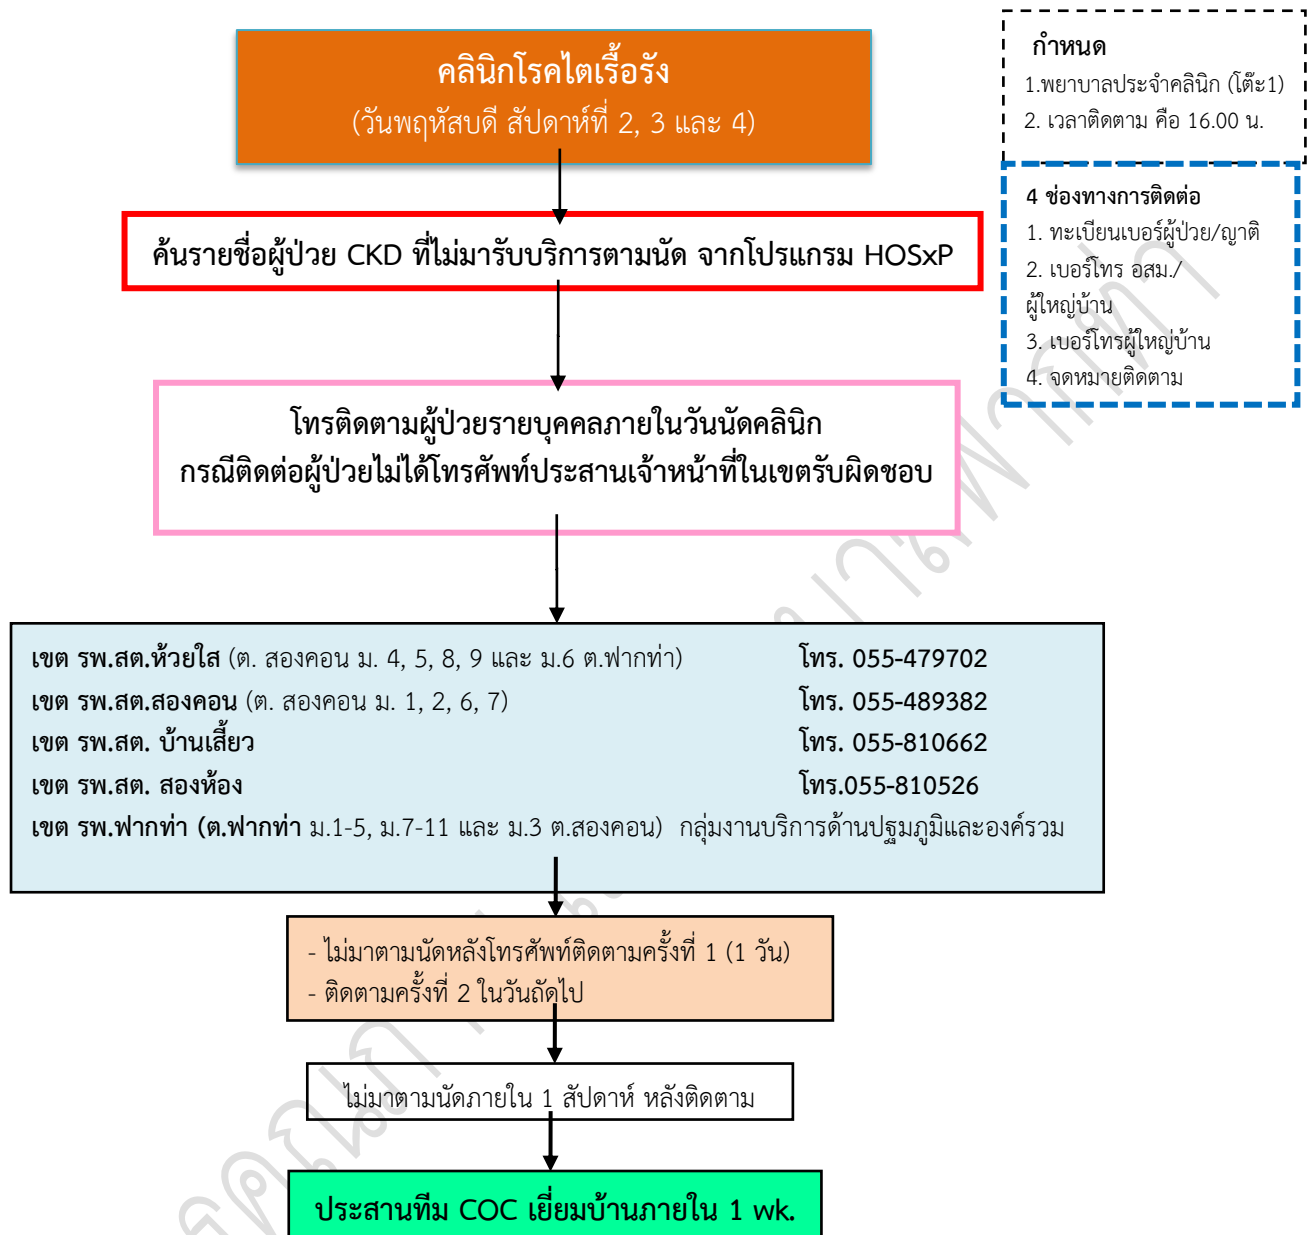 คลินิกโรคไตเรื้อรัง
(วันพฤหัสบดี สัปดาห์ที่ 2, 3 และ 4)
กำหนด
1.พยาบาลประจำคลินิก (โต๊ะ1)
2. เวลาติดตาม คือ 16.00 น.
4 ช่องทางการติดต่อ
1. ทะเบียนเบอร์ผู้ป่วย/ญาติ
2. เบอร์โทร อสม./
ผู้ใหญ่บ้าน
3. เบอร์โทรผู้ใหญ่บ้าน
4. จดหมายติดตาม
ค้นรายชื่อผู้ป่วย CKD ที่ไม่มารับบริการตามนัด จากโปรแกรม HOSxP
โทรติดตามผู้ป่วยรายบุคคลภายในวันนัดคลินิก
กรณีติดต่อผู้ป่วยไม่ได้โทรศัพท์ประสานเจ้าหน้าที่ในเขตรับผิดชอบ
เขต รพ.สต.ห้วยใส (ต. สองคอน ม. 4, 5, 8, 9 และ ม.6 ต.ฟากท่า) โทร. 055-479702
เขต รพ.สต.สองคอน (ต. สองคอน ม. 1, 2, 6, 7) โทร. 055-489382
เขต รพ.สต. บ้านเสี้ยว โทร. 055-810662
เขต รพ.สต. สองห้อง โทร.055-810526
เขต รพ.ฟากท่า (ต.ฟากท่า ม.1-5, ม.7-11 และ ม.3 ต.สองคอน) กลุ่มงานบริการด้านปฐมภูมิและองค์รวม
- ไม่มาตามนัดหลังโทรศัพท์ติดตามครั้งที่ 1 (1 วัน)
- ติดตามครั้งที่ 2 ในวันถัดไป
ไม่มาตามนัดภายใน 1 สัปดาห์ หลังติดตาม
ประสานทีม COC เยี่ยมบ้านภายใน 1 wk.